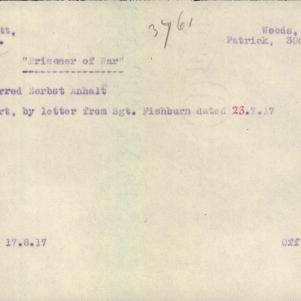 tt,
3761
Woods,
Patrick, 300
"Prisoner of War"
rred Zerbst Anhalt
rt, by letter from Sgt. Fishburn dated 23.7.17
17.8.17
Off